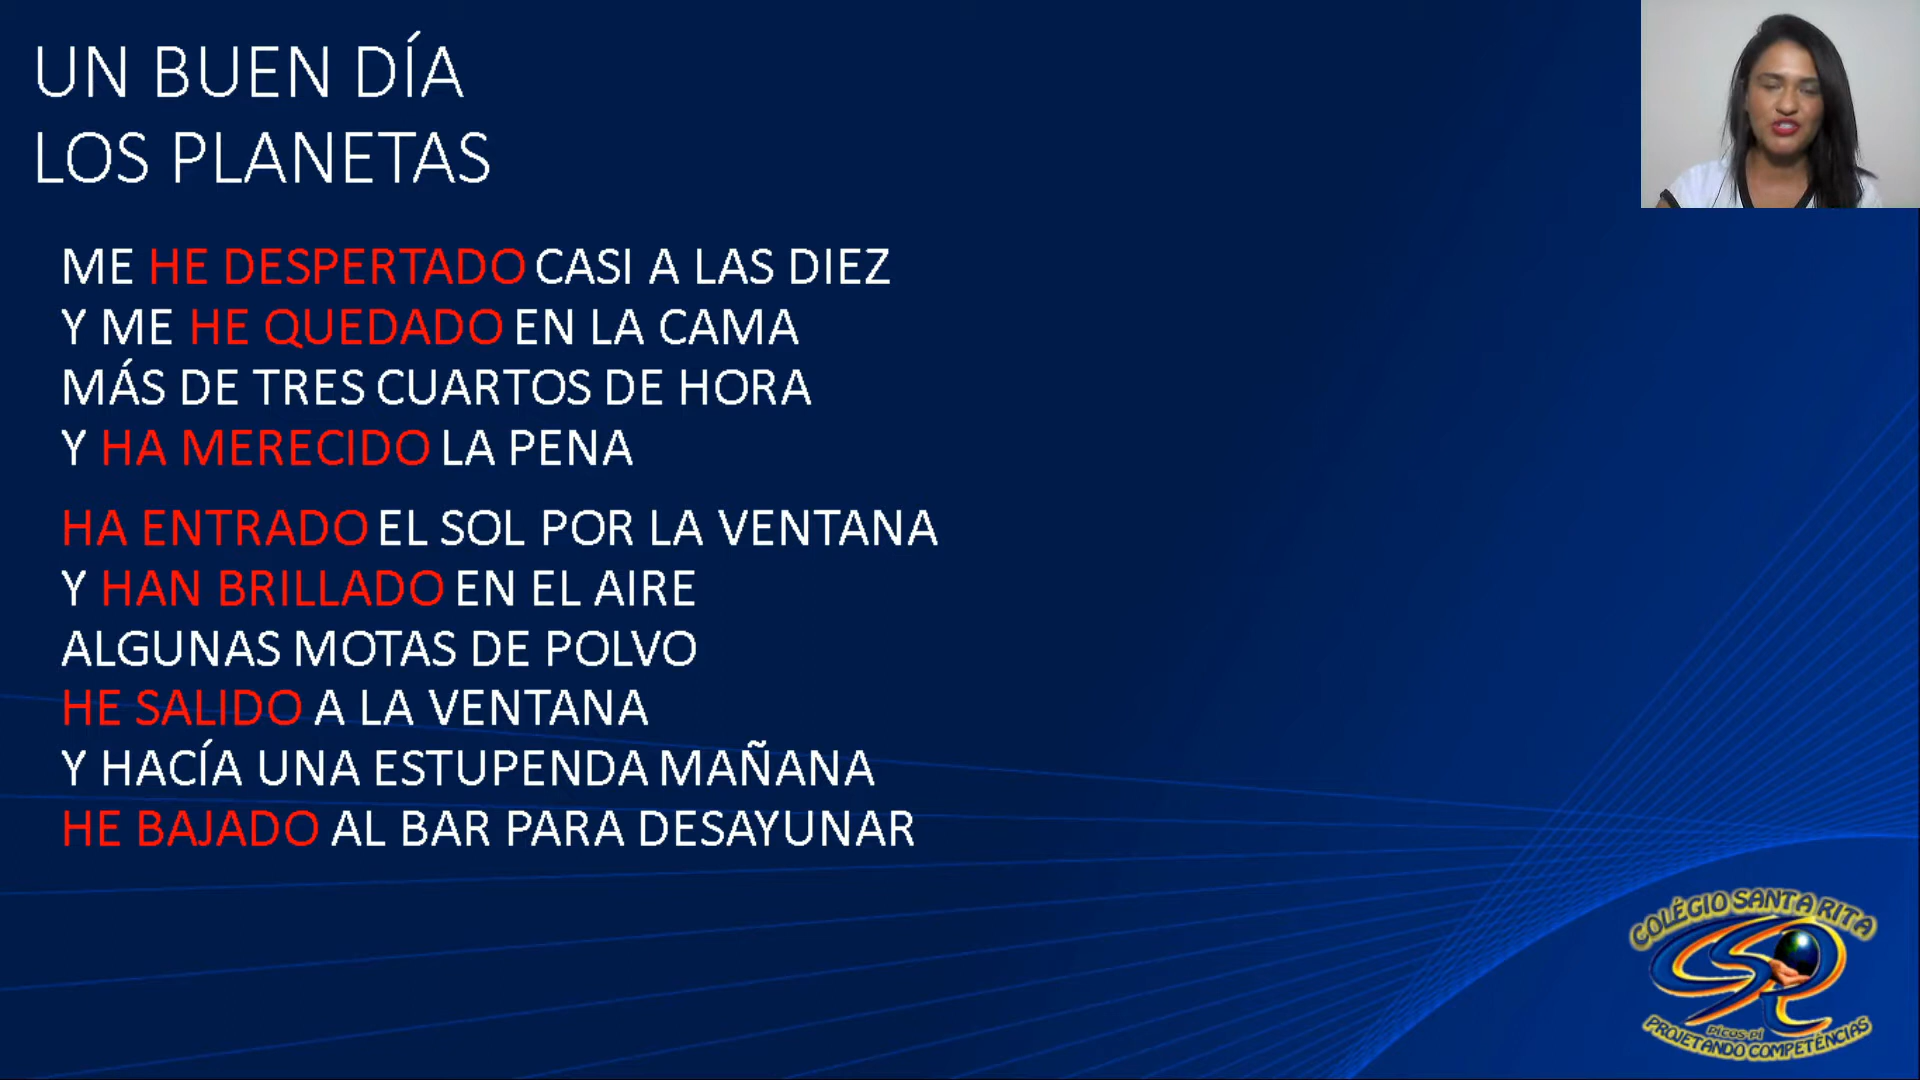 UN BUEN DÍA
LOS PLANETAS
ME HE DESPERTADO CASI A LAS DIEZ
Y ME HE QUEDADO EN LA CAMA
MÁS DE TRES CUARTOS DE HORA
Y HA MERECIDO LA PENA
HA ENTRADO EL SOL POR LA VENTANA
Y HAN BRILLADO EN EL AIRE
ALGUNAS MOTAS DE POLVO
HE SALIDO A LA VENTANA
Y HACÍA UNA ESTUPENDA MAÑANA
HE BAJADO AL BAR PARA DESAYUNAR
COLÉGIO SANTA RITA
CSR
PICOS-PI
PROJETANDO COMPETÊNCIAS